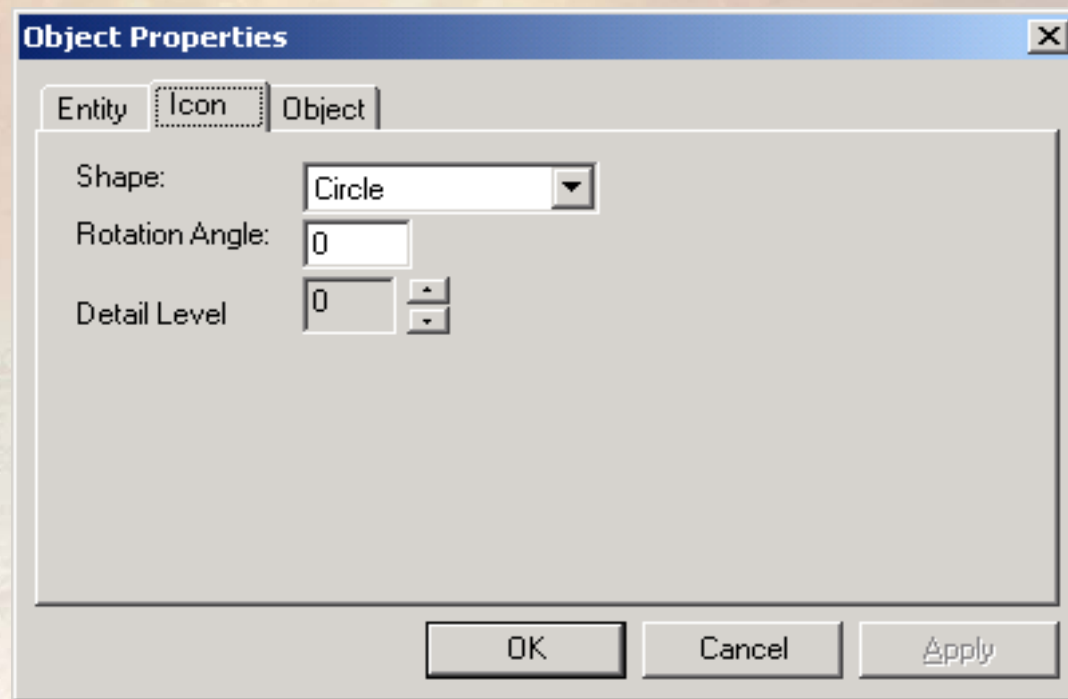 Object Properties
Entity Icon Object
Shape: Circle
Rotation Angle: 0
Detail Level 0
OK Cancel Apply